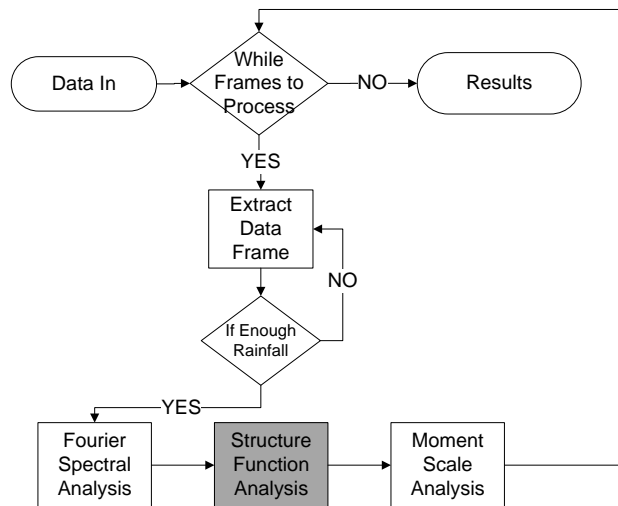 While
Frames to
Process
Data In
NO
Results
YES
Extract
Data
Frame
NO
If Enough
Rainfall
YES
Fourier
Spectral
Analysis
Structure
Function
Analysis
Moment
Scale
Analysis